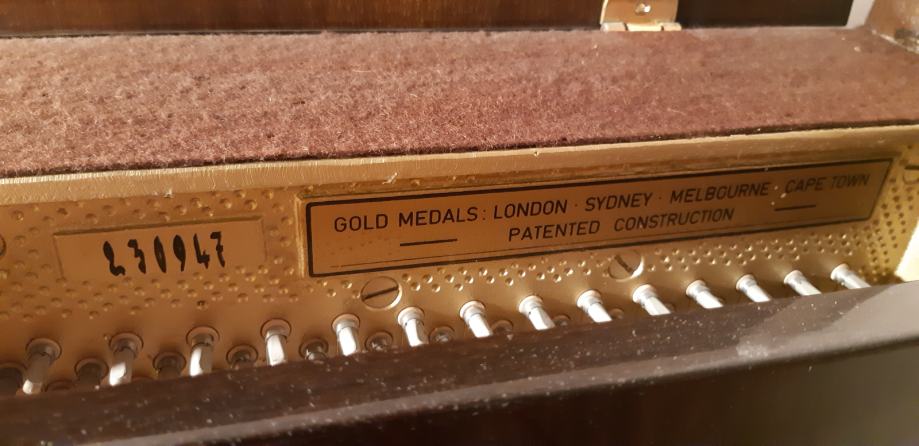 230947
GOLD MEDALS: LONDON · SYDNEY · MELBOURNE · CAPE TOWN
PATENTED CONSTRUCTION